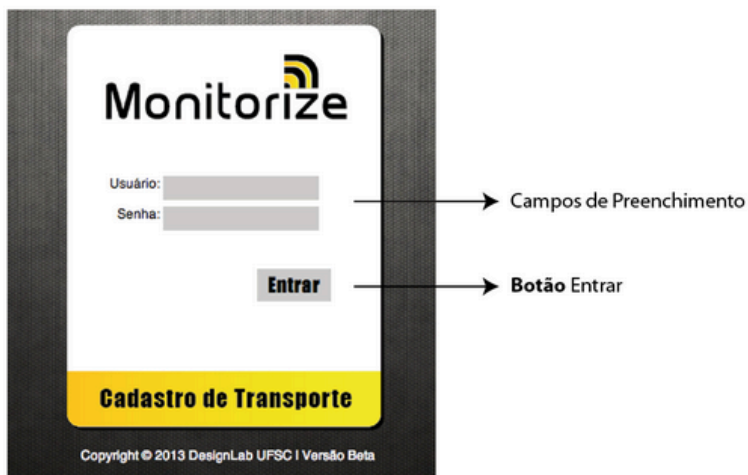 Monitorize
Usuário:
Senha:
Campos de Preenchimento
Entrar
Botão Entrar
Cadastro de Transporte
Copyright © 2013 DesignLab UFSC | Versão Beta